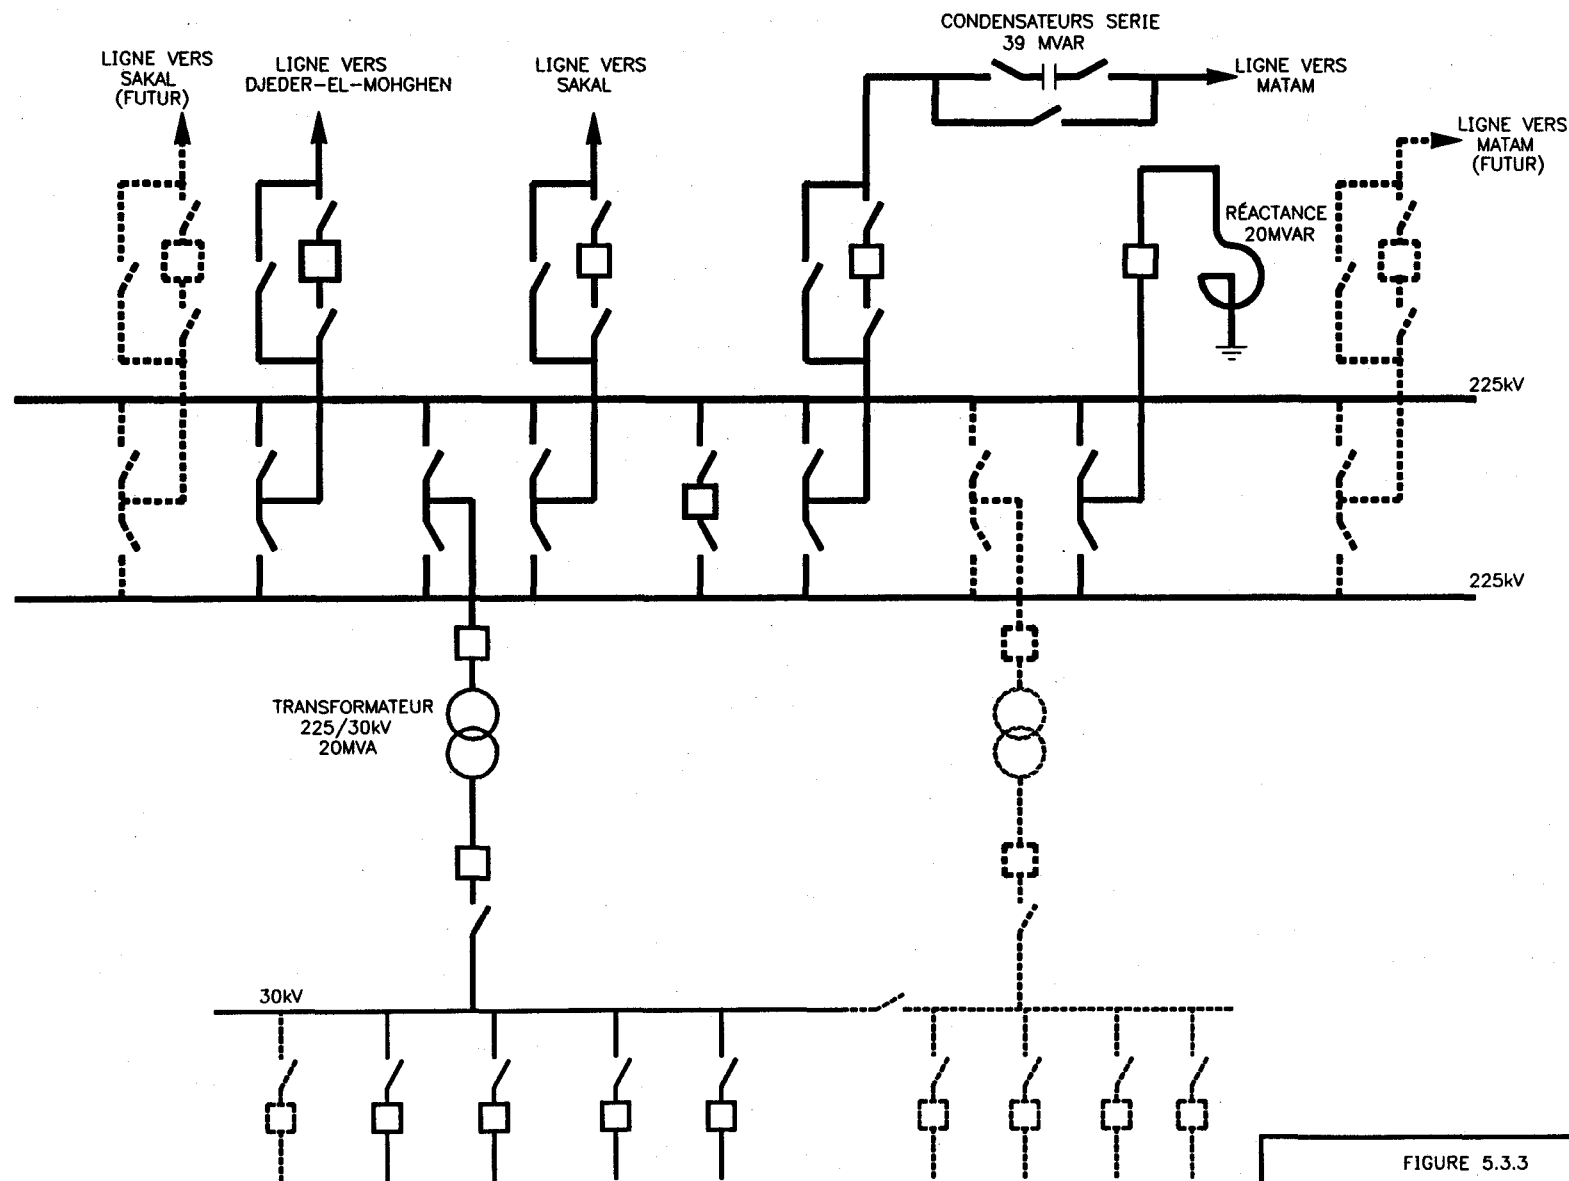 CONDENSATEURS SERIE
39 MVAR
LIGNE VERS
SAKAL
(FUTUR)
LIGNE VERS
DJEDER-EL-MOHGHEN
LIGNE VERS
SAKAL
LIGNE VERS
MATAM
LIGNE VERS
MATAM
(FUTUR)
RÉACTANCE
20MVAR
225kV
225kV
TRANSFORMATEUR
225/30kV
20MVA
30kV
FIGURE 5.3.3